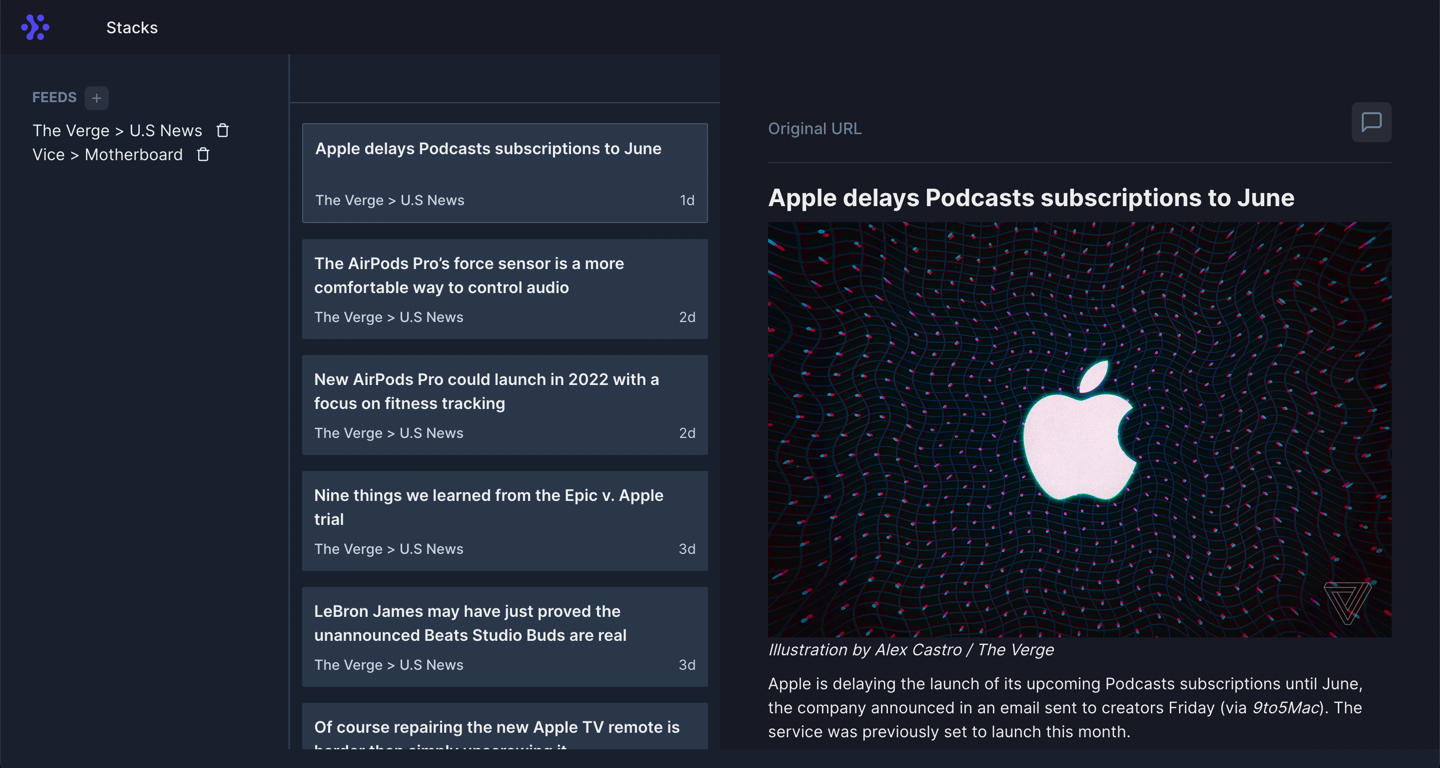 Stacks
FEEDS
The Verge > U.S News
Vice > Motherboard
Apple delays Podcasts subscriptions to June
The Verge > U.S News 1d
The AirPods Pro’s force sensor is a more
comfortable way to control audio
The Verge > U.S News 2d
New AirPods Pro could launch in 2022 with a
focus on fitness tracking
The Verge > U.S News 2d
Nine things we learned from the Epic v. Apple
trial
The Verge > U.S News 3d
LeBron James may have just proved the
unannounced Beats Studio Buds are real
The Verge > U.S News 3d
Of course repairing the new Apple TV remote is
harder than simply unscrewing it
Original URL
Apple delays Podcasts subscriptions to June
Illustration by Alex Castro / The Verge
Apple is delaying the launch of its upcoming Podcasts subscriptions until June,
the company announced in an email sent to creators Friday (via 9to5Mac). The
service was previously set to launch this month.